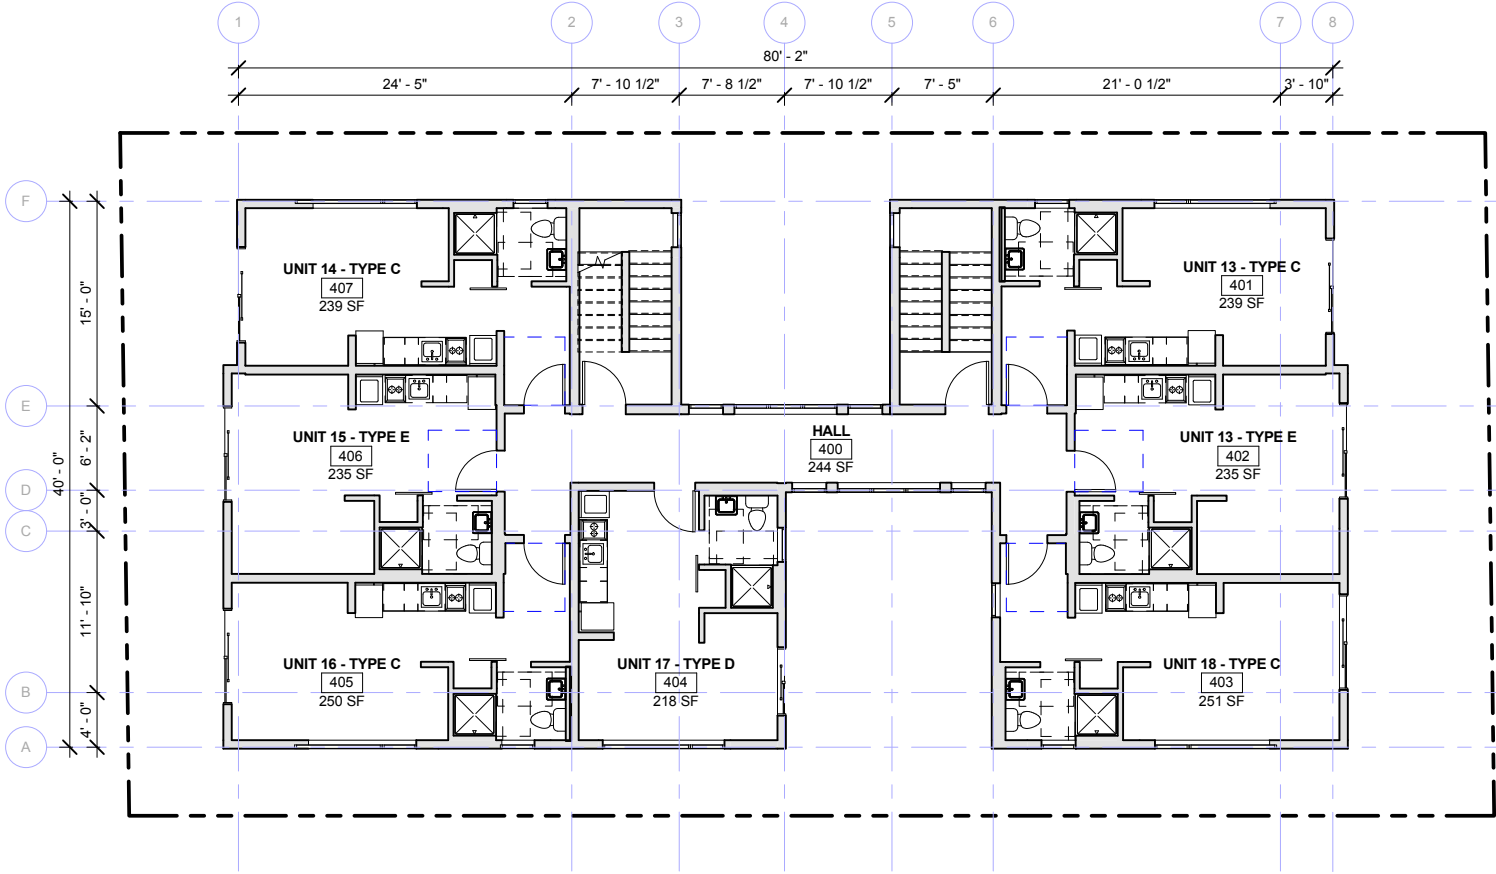 1 2 3 4 5 6 7 8
80' - 2"
24' - 5" 7' - 10 1/2" 7' - 8 1/2" 7' - 10 1/2" 7' - 5" 21' - 0 1/2" 3' - 10"
F
E
D
C
B
A
15' - 0"
6' - 2"
3' - 0"
11' - 10"
4' - 0"
40' - 0"
UNIT 14 - TYPE C
407
239 SF
UNIT 13 - TYPE C
401
239 SF
UNIT 15 - TYPE E
406
235 SF
HALL
400
244 SF
UNIT 13 - TYPE E
402
235 SF
UNIT 16 - TYPE C
405
250 SF
UNIT 17 - TYPE D
404
218 SF
UNIT 18 - TYPE C
403
251 SF